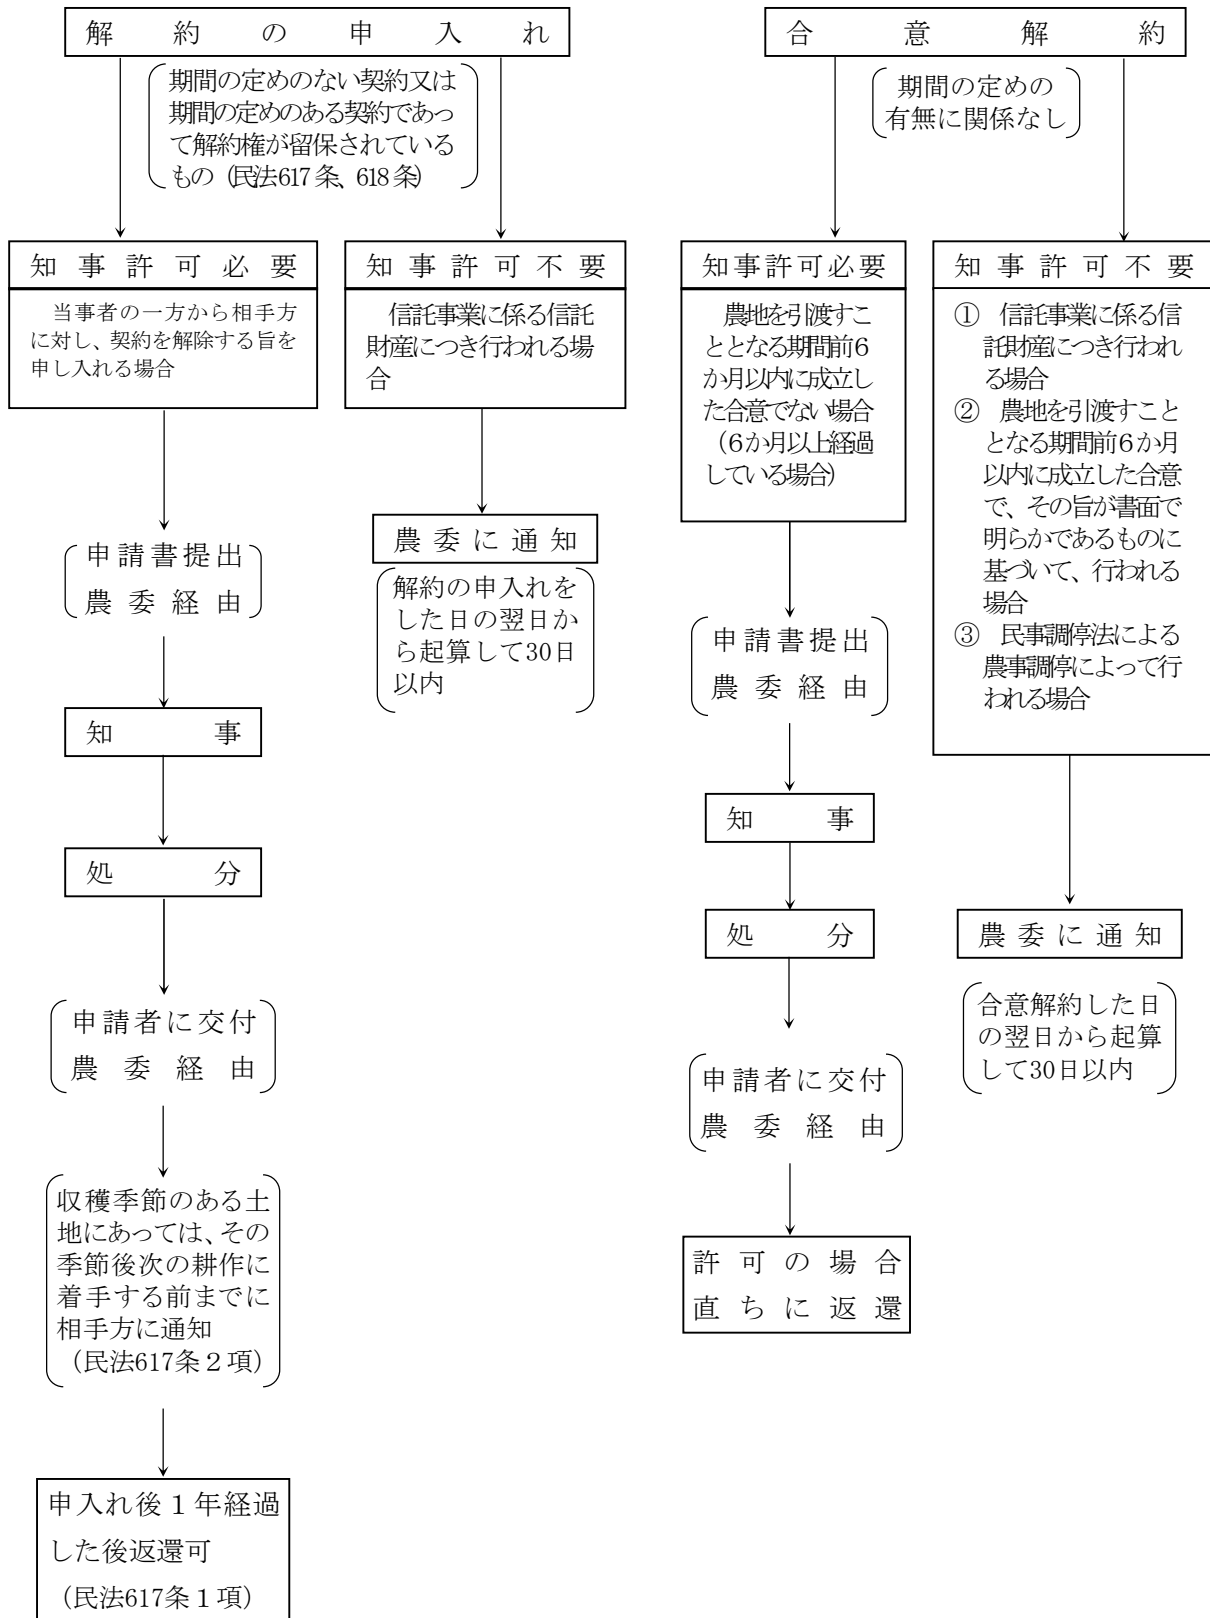 解約の申入れ
期間の定めのない契約又は
期間の定めのある契約であっ
て解約権が留保されている
もの（民法617条、618条）
知事許可必要
当事者の一方から相手方
に対し、契約を解除する旨を
申し入れる場合
申請書提出
農委経由
知事
処分
申請者に交付
農委経由
収穫季節のある土
地にあっては、その
季節後次の耕作に
着手する前までに
相手方に通知
（民法617条２項）
申入れ後１年経過
した後返還可
（民法617条１項）
知事許可不要
信託事業に係る信託
財産につき行われる場
合
農委に通知
解約の申入れを
した日の翌日か
ら起算して30日
以内
合意解約
期間の定めの
有無に関係なし
知事許可必要
農地を引渡すこ
ととなる期間前６
か月以内に成立し
た合意でない場合
（６か月以上経過
している場合）
申請書提出
農委経由
知事
処分
申請者に交付
農委経由
許可の場合
直ちに返還
知事許可不要
① 信託事業に係る信
託財産につき行われ
る場合
② 農地を引渡すこと
となる期間前６か月
以内に成立した合意
で、その旨が書面で
明らかであるものに
基づいて、行われる
場合
③ 民事調停法による
農事調停によって行
われる場合
農委に通知
合意解約した日
の翌日から起算
して30日以内